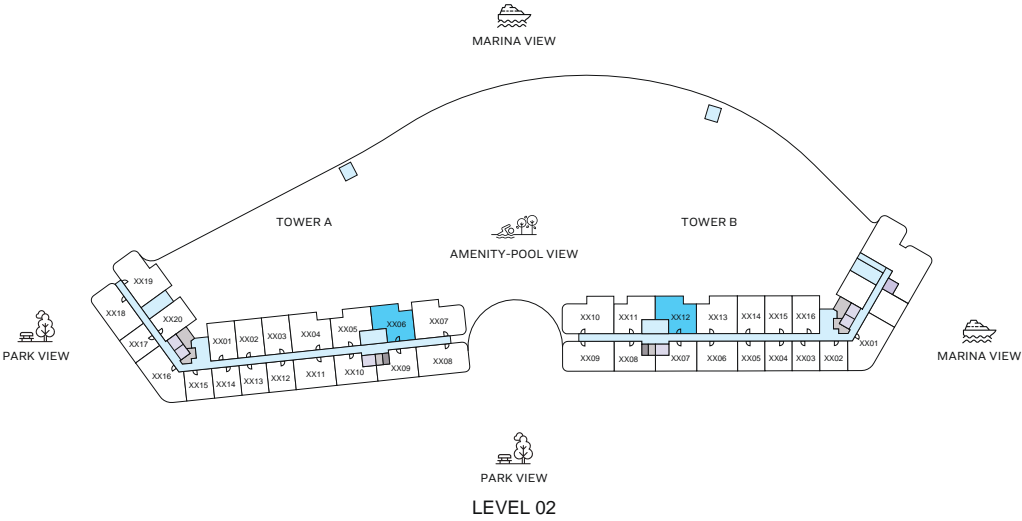 MARINA VIEW
TOWER A
TOWER B
AMENITY-POOL VIEW
XX19
XX18
XX20
XX17
XX16
XX01
XX02
XX03
XX04
XX05
XX06
XX07
XX15
XX14
XX13
XX12
XX11
XX10
XX09
XX08
XX10
XX11
XX12
XX13
XX14
XX15
XX16
XX09
XX08
XX07
XX06
XX05
XX04
XX03
XX02
XX01
PARK VIEW
MARINA VIEW
PARK VIEW
LEVEL 02